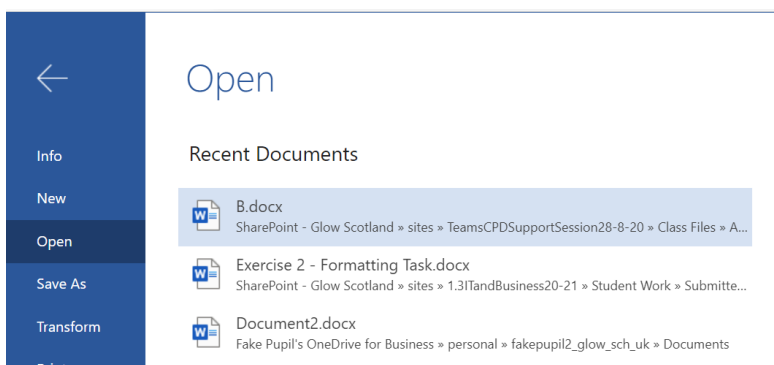 Open
Info
New
Open
Save As
Transform
Recent Documents
B.docx
SharePoint - Glow Scotland » sites » TeamsCPDSupportSession28-8-20 » Class Files » A...
Exercise 2 - Formatting Task.docx
SharePoint - Glow Scotland » sites » 1.3ITandBusiness20-21 » Student Work » Submitte...
Document2.docx
Fake Pupil's OneDrive for Business » personal » fakepupil2_glow_sch_uk » Documents